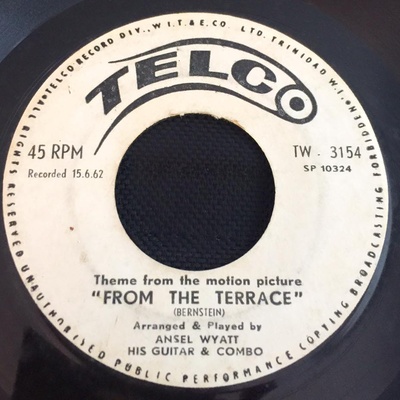 TELCO RECORD DIV., W.I.T.& E.CO LTD. TRINIDAD W.I.
FORBIDDEN BROADCASTING COPYING PERFORMANCE PUBLIC UNAUTHORISED RESERVED RIGHTS ALL
TELCO
45 RPM
Recorded 15.6.62
TW - 3154
SP 10324
Theme from the motion picture
"FROM THE TERRACE"
(BERNSTEIN)
Arranged & Played by
ANSEL WYATT
HIS GUITAR & COMBO